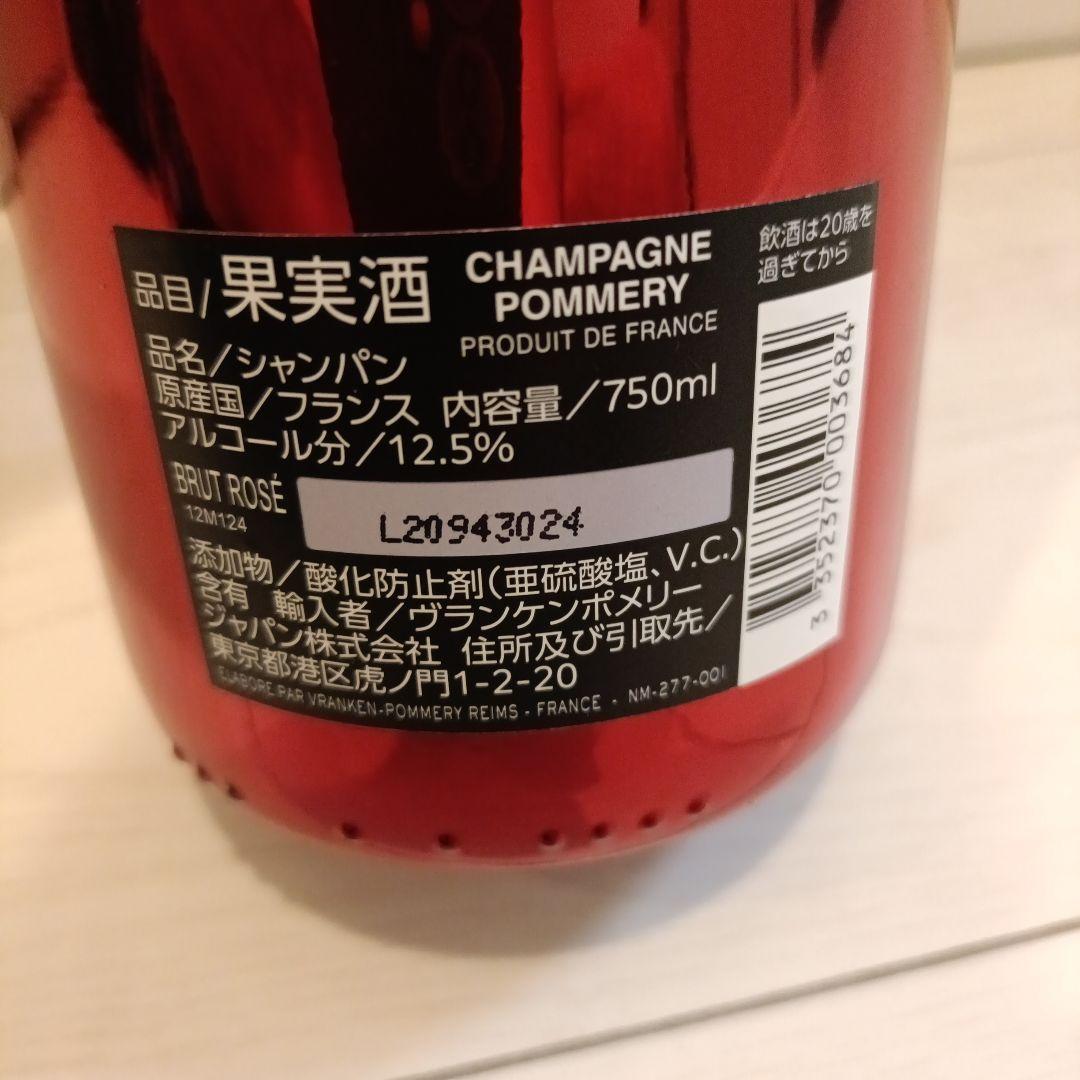 品目/果実酒
CHAMPAGNE
POMMERY
PRODUIT DE FRANCE
飲酒は20歳を
過ぎてから
品名/シャンパン
原産国/フランス 内容量/750ml
アルコール分/12.5%
BRUT ROSÉ
12M124
L20943024
添加物/酸化防止剤(亜硫酸塩、V.C.)
含有 輸入者/ヴランケンポメリー
ジャパン株式会社 住所及び引取先/
東京都港区虎ノ門1-2-20
ELABORÉ PAR VRANKEN-POMMERY REIMS - FRANCE - NM-277-001
3 352370 003684